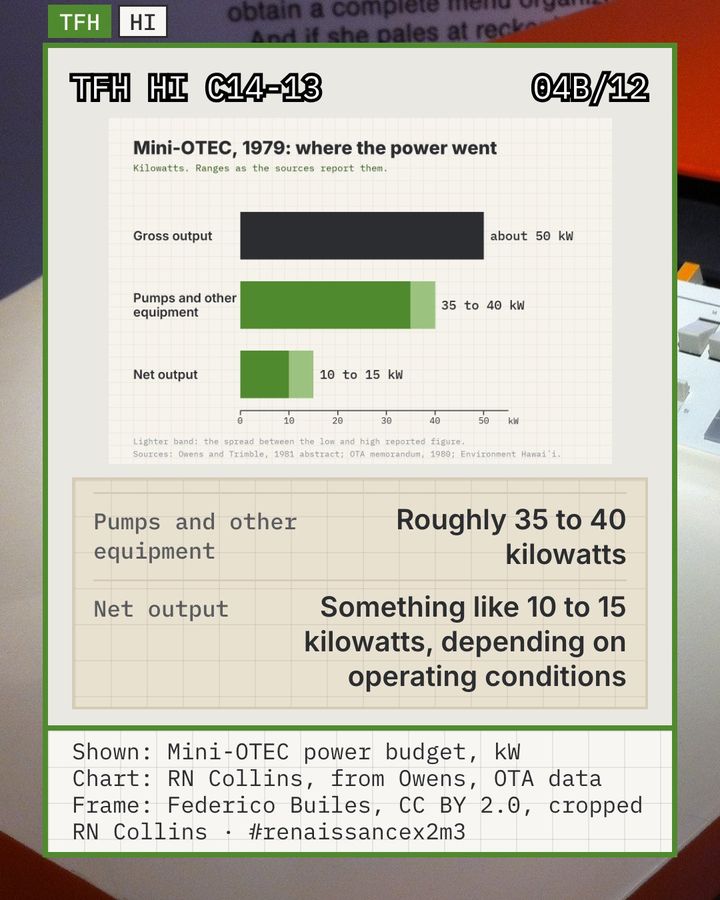 obtain a complete menu
And if she pales at
TFH HI
TFH HI C14-13
04B/12
Mini-OTEC, 1979: where the power went
Kilowatts. Ranges as the sources report them.
Gross output
about 50 kW
Pumps and other
equipment
35 to 40 kW
Net output
10 to 15 kW
0 10 20 30 40 50 kW
Lighter band: the spread between the low and high reported figure.
Sources: Owens and Trimble, 1981 abstract; OTA memorandum, 1980; Environment Hawaiʻi.
Pumps and other
equipment
Roughly 35 to 40
kilowatts
Net output
Something like 10 to 15
kilowatts, depending on
operating conditions
Shown: Mini-OTEC power budget, kW
Chart: RN Collins, from Owens, OTA data
Frame: Federico Builes, CC BY 2.0, cropped
RN Collins · #renaissancex2m3